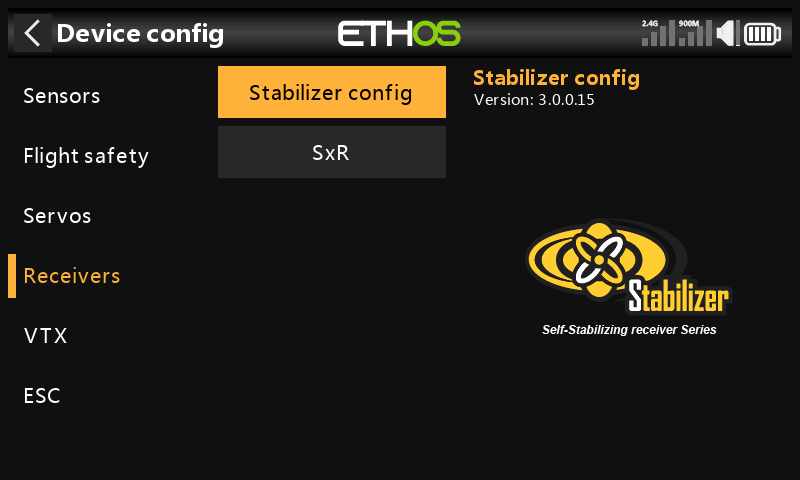 Device config
ETHOS
2.4G
900M
Sensors
Flight safety
Servos
Receivers
VTX
ESC
Stabilizer config
SxR
Stabilizer config
Version: 3.0.0.15
Stabilizer
Self-Stabilizing receiver Series